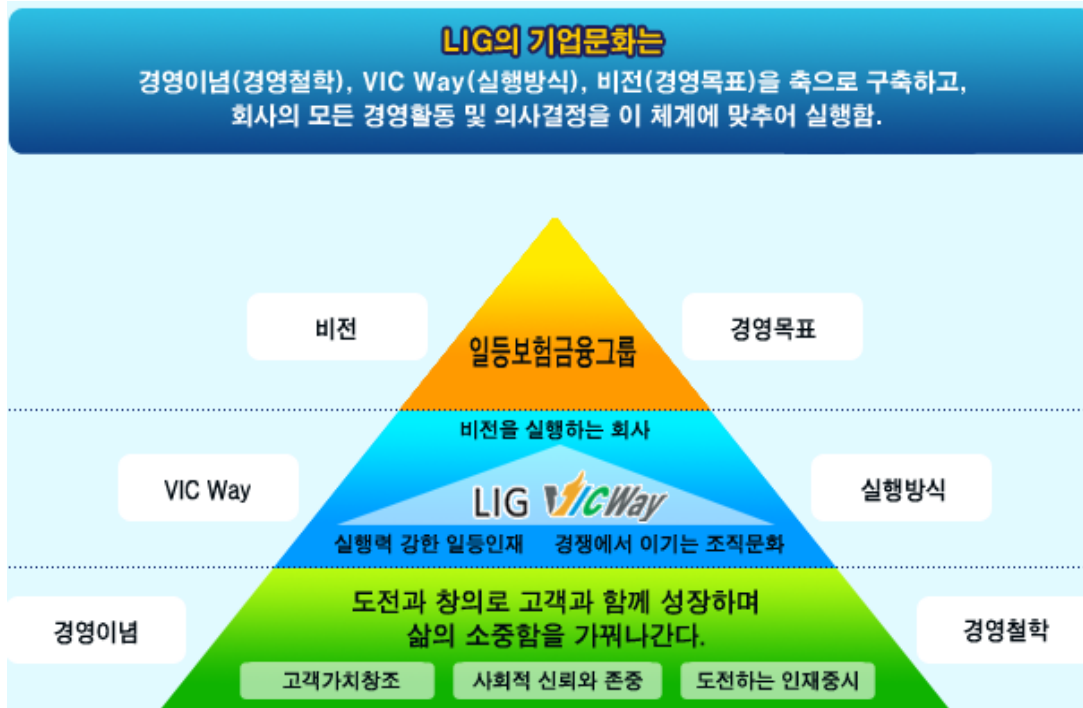 LIG의 기업문화는
경영이념(경영철학), VIC Way(실행방식), 비전(경영목표)을 축으로 구축하고,
회사의 모든 경영활동 및 의사결정을 이 체계에 맞추어 실행함.
비전
일등보험금융그룹
경영목표
비전을 실행하는 회사
VIC Way
LIG VICWay
실행방식
실행력 강한 일등인재 경쟁에서 이기는 조직문화
경영이념
도전과 창의로 고객과 함께 성장하며
삶의 소중함을 가꿔나간다.
경영철학
고객가치창조 사회적 신뢰와 존중 도전하는 인재중시